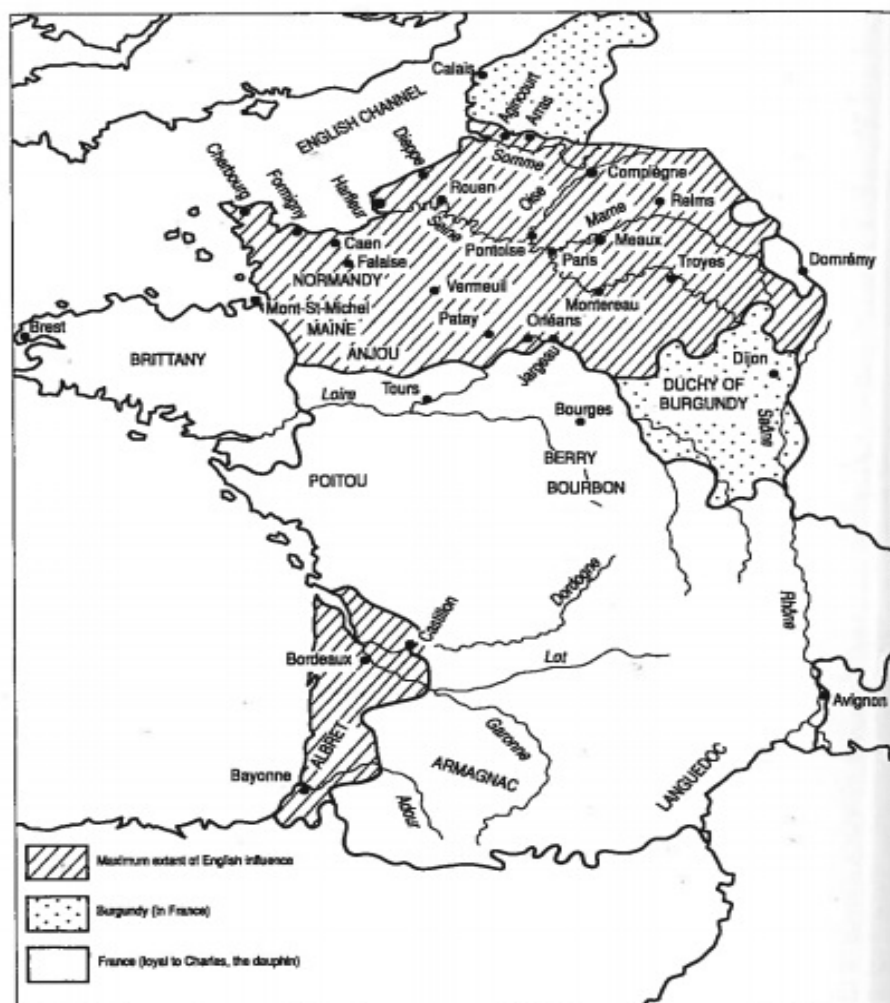 Calais
Agincourt
Arras
ENGLISH CHANNEL
Somme
Dieppe
Cherbourg
Formigny
Harfleur
Rouen
Oise
Compiègne
Reims
Seine
Marne
Caen
Falaise
Pontoise
Paris
Meaux
Troyes
Domrémy
NORMANDY
Mont-St-Michel
Verneuil
Montereau
Brest
MAINE
Patay
Orléans
BRITTANY
ANJOU
Jargeau
Dijon
DUCHY OF
BURGUNDY
Loire
Tours
Bourges
Saône
POITOU
BERRY
BOURBON
Dordogne
Rhône
Castillon
Bordeaux
Lot
Avignon
ALBRET
Garonne
Bayonne
ARMAGNAC
LANGUEDOC
Adour
Maximum extent of English influence
Burgundy (in France)
France (loyal to Charles, the dauphin)